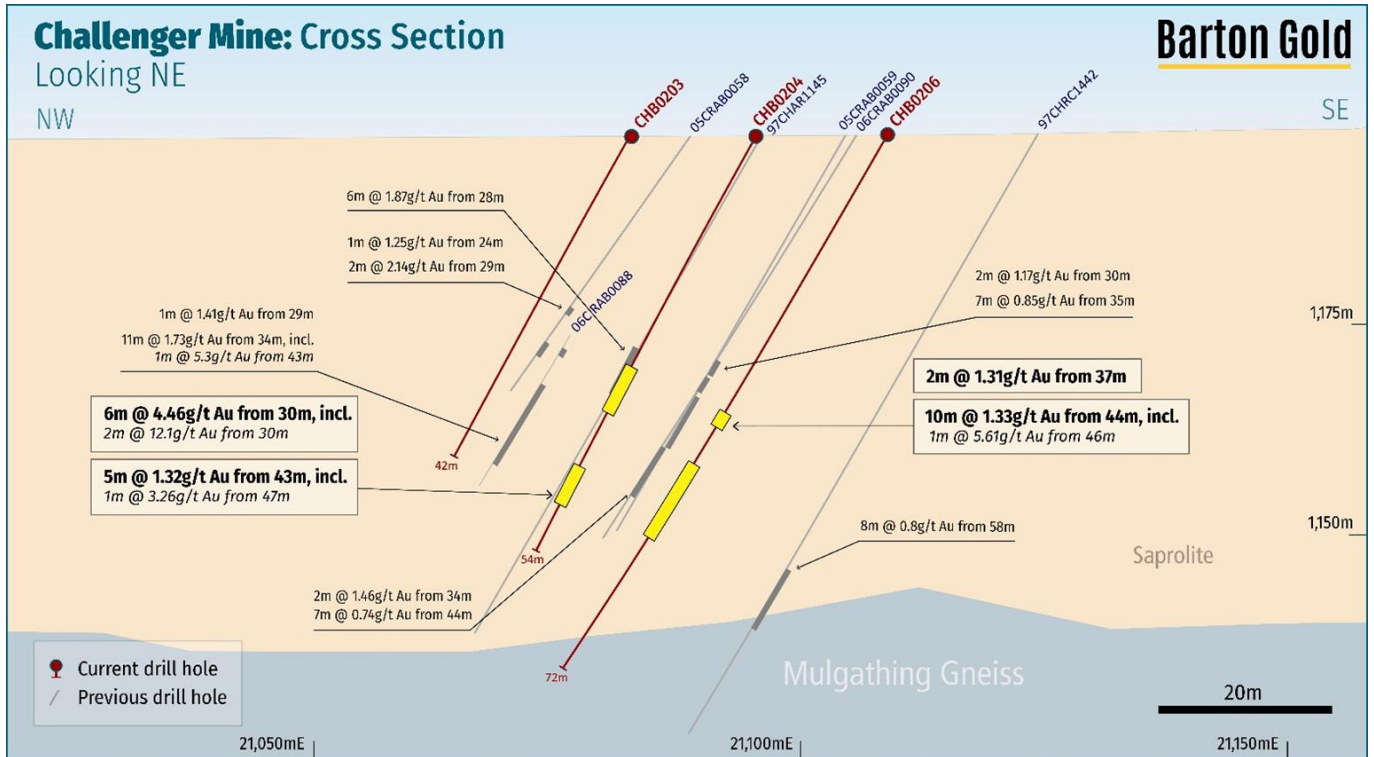 Challenger Mine: Cross Section
Barton Gold
Looking NE
NW
SE
CHB0203
05CRAB0058
CHB0204
97CHAR1145
05CRAB0059
06CRAB0090
CHB0206
97CHRC1442
6m @ 1.87g/t Au from 28m
1m @ 1.25g/t Au from 24m
2m @ 2.14g/t Au from 29m
06CRAB0088
1m @ 1.41g/t Au from 29m
11m @ 1.73g/t Au from 34m, incl.
1m @ 5.3g/t Au from 43m
6m @ 4.46g/t Au from 30m, incl.
2m @ 12.1g/t Au from 30m
5m @ 1.32g/t Au from 43m, incl.
1m @ 3.26g/t Au from 47m
42m
54m
72m
2m @ 1.46g/t Au from 34m
7m @ 0.74g/t Au from 44m
2m @ 1.17g/t Au from 30m
7m @ 0.85g/t Au from 35m
1,175m
2m @ 1.31g/t Au from 37m
10m @ 1.33g/t Au from 44m, incl.
1m @ 5.61g/t Au from 46m
8m @ 0.8g/t Au from 58m
1,150m
Saprolite
Mulgathing Gneiss
Current drill hole
Previous drill hole
20m
21,050mE
21,100mE
21,150mE